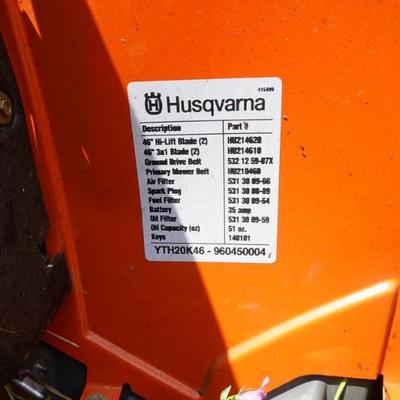 415499
Husqvarna
Description Part #
46" Hi-Lift Blade (2) HU214620
46" 3n1 Blade (2) HU214610
Ground Drive Belt 532 12 59-07X
Primary Mower Belt HU210460
Air Filter 531 30 09-66
Spark Plug 531 30 08-09
Fuel Filter 531 30 09-64
Battery 35 amp
Oil Filter 531 30 09-59
Oil Capacity (oz) 51 oz.
Keys 140101
YTH20K46 - 960450004